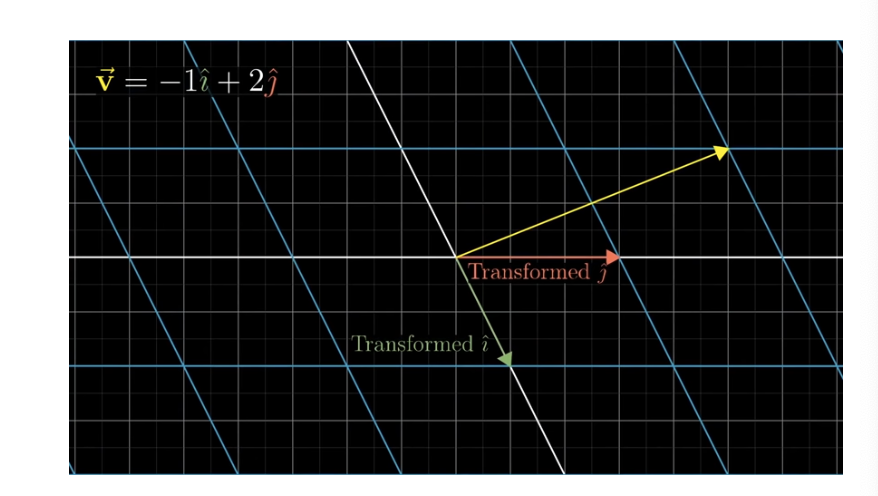 v⃗ = −1î + 2ĵ
Transformed ĵ
Transformed î